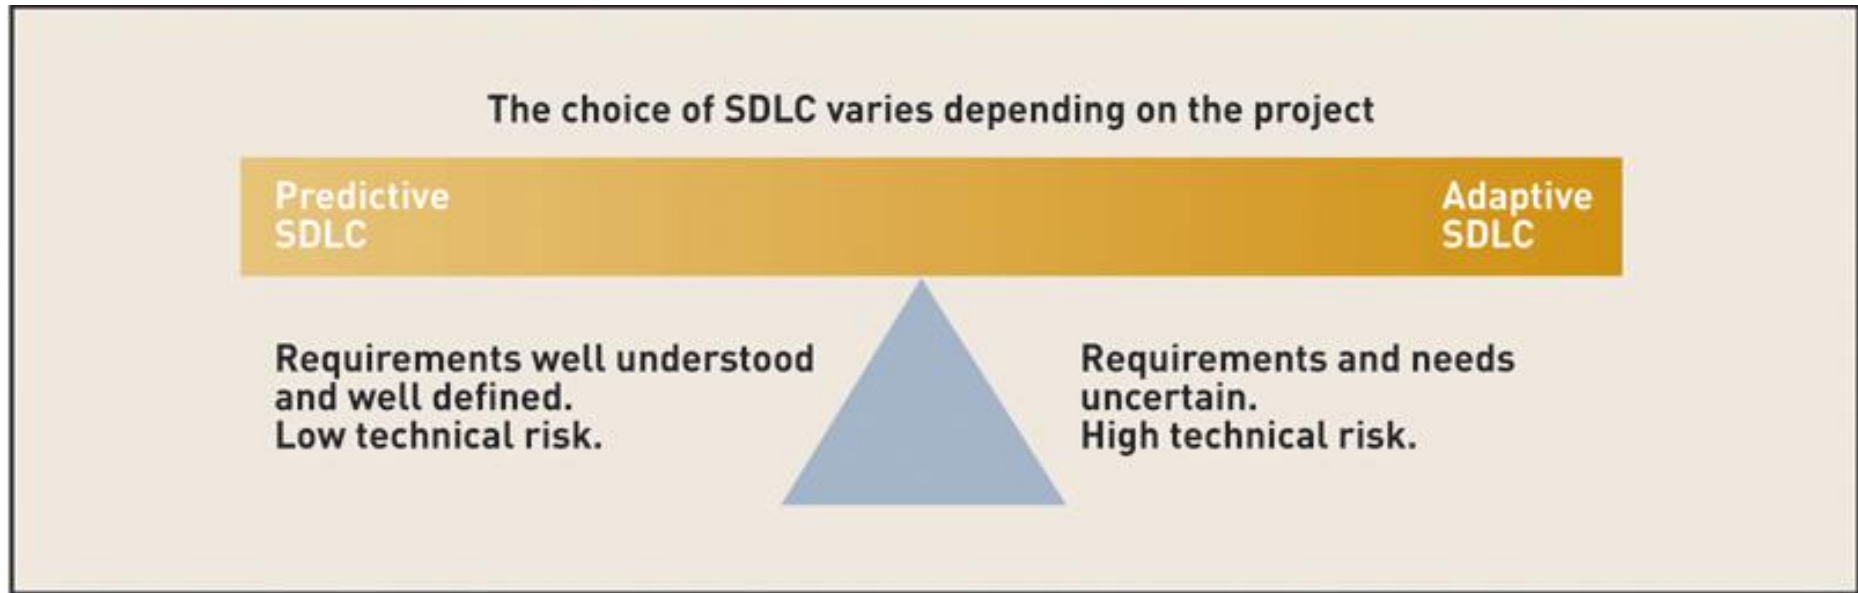 The choice of SDLC varies depending on the project
Predictive
SDLC
Adaptive
SDLC
Requirements well understood
and well defined.
Low technical risk.
Requirements and needs
uncertain.
High technical risk.